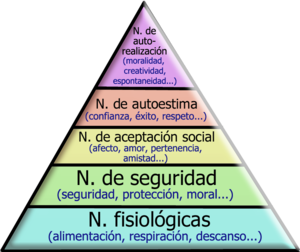 N. de
auto-
realización
(moralidad,
creatividad,
espontaneidad...)
N. de autoestima
(confianza, éxito, respeto...)
N. de aceptación social
(afecto, amor, pertenencia,
amistad...)
N. de seguridad
(seguridad, protección, moral...)
N. fisiológicas
(alimentación, respiración, descanso...)